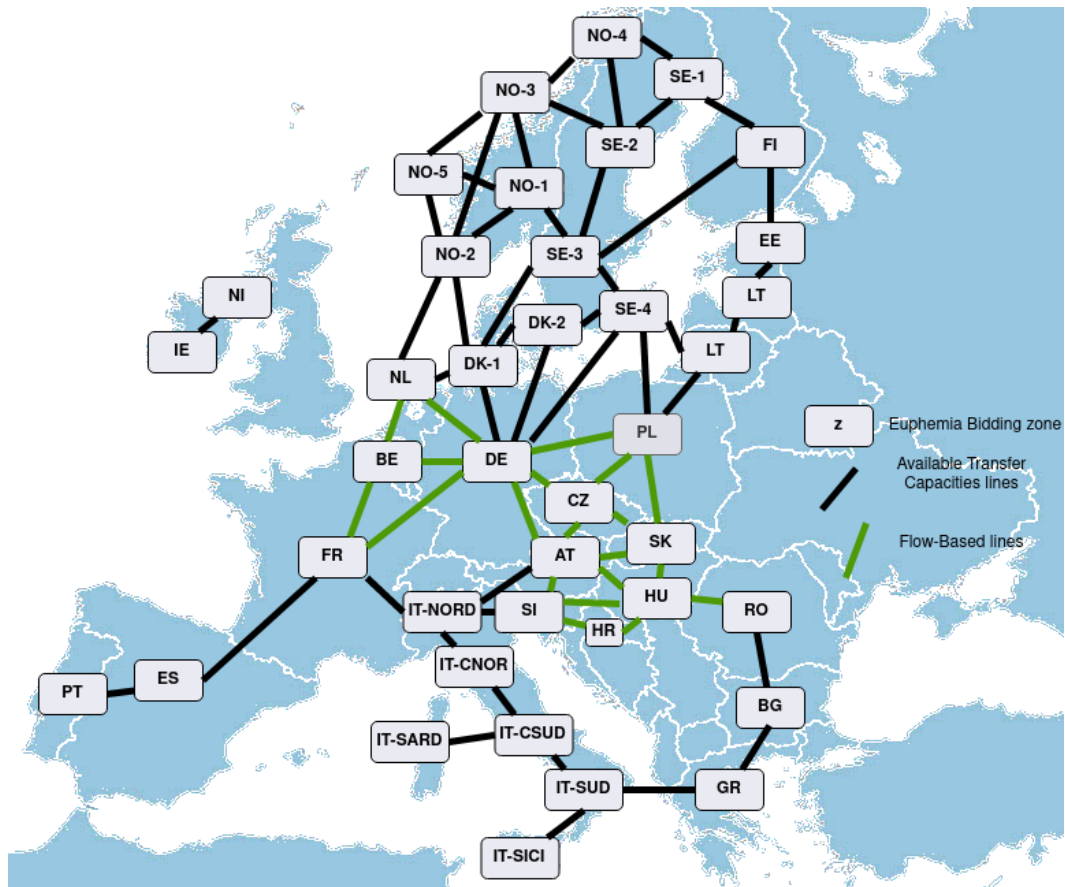 NO-4
SE-1
NO-3
SE-2
FI
NO-5
NO-1
EE
NO-2
SE-3
NI
LT
SE-4
DK-2
IE
LT
DK-1
NL
z
Euphemia Bidding zone
PL
BE
DE
Available Transfer
Capacities lines
CZ
Flow-Based lines
SK
FR
AT
HU
IT-NORD
SI
RO
HR
IT-CNOR
ES
PT
BG
IT-CSUD
IT-SARD
IT-SUD
GR
IT-SICI